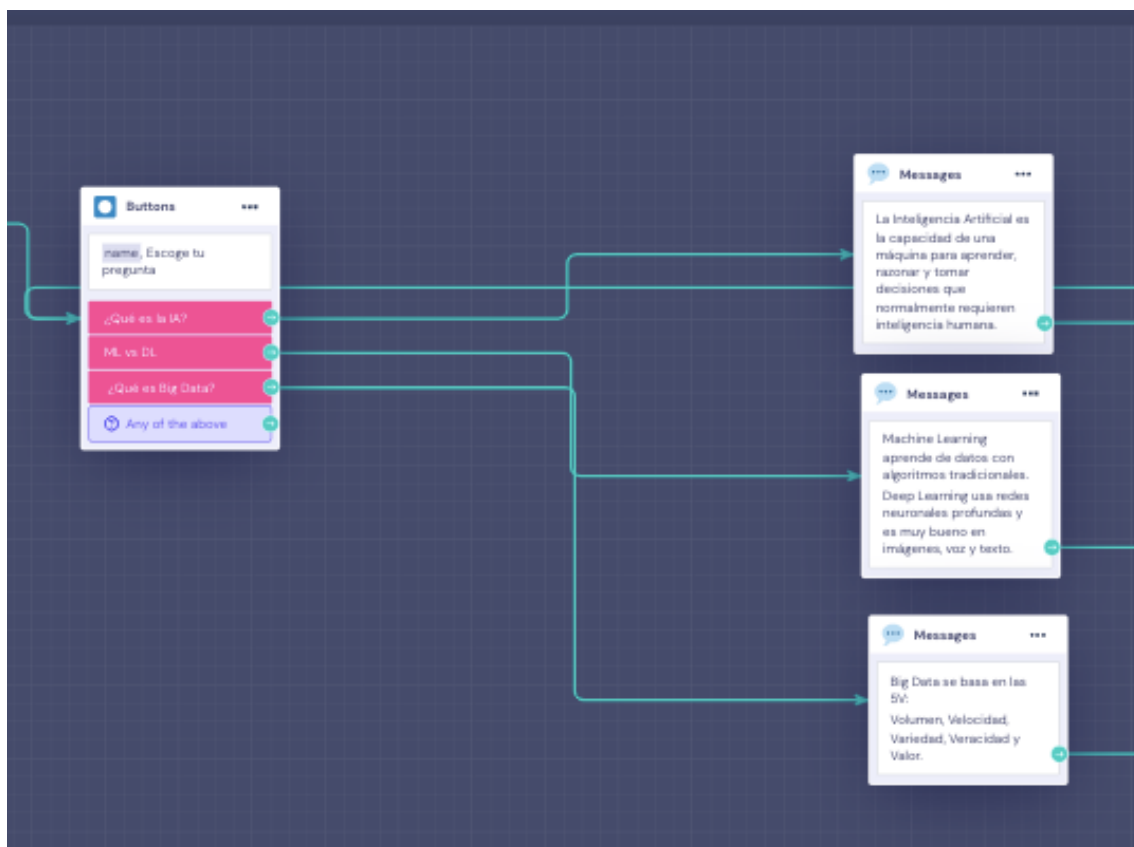 Buttons
name, Escoge tu
pregunta
¿Qué es la IA?
ML vs DL
¿Qué es Big Data?
Any of the above
Messages
La Inteligencia Artificial es
la capacidad de una
máquina para aprender,
razonar y tomar
decisiones que
normalmente requieren
inteligencia humana.
Messages
Machine Learning
aprende de datos con
algoritmos tradicionales.
Deep Learning usa redes
neuronales profundas y
es muy bueno en
imágenes, voz y texto.
Messages
Big Data se basa en las
5V:
Volumen, Velocidad,
Variedad, Veracidad y
Valor.